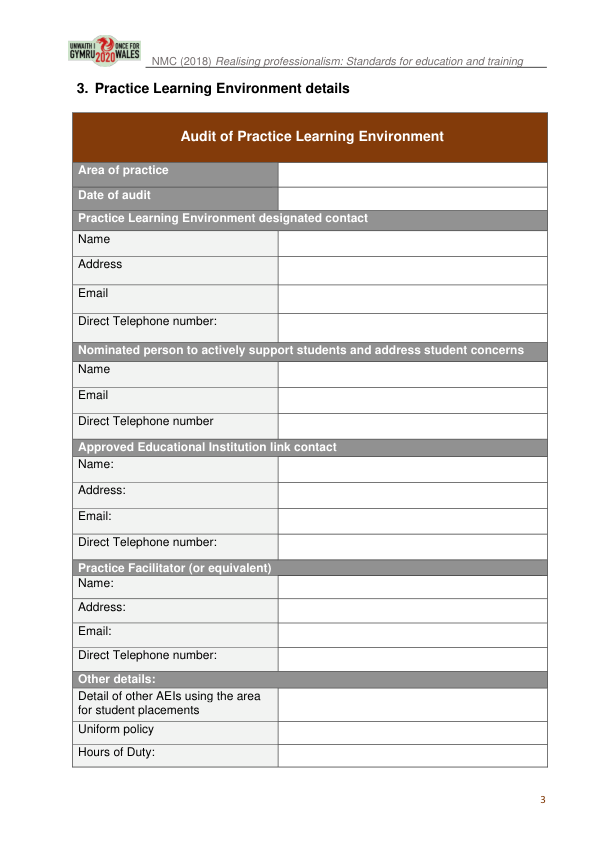 UNWAITH I ONCE FOR
GYMRU 2020 WALES
NMC (2018) Realising professionalism: Standards for education and training
3. Practice Learning Environment details
Audit of Practice Learning Environment
Area of practice
Date of audit
Practice Learning Environment designated contact
Name
Address
Email
Direct Telephone number:
Nominated person to actively support students and address student concerns
Name
Email
Direct Telephone number
Approved Educational Institution link contact
Name:
Address:
Email:
Direct Telephone number:
Practice Facilitator (or equivalent)
Name:
Address:
Email:
Direct Telephone number:
Other details:
Detail of other AEIs using the area
for student placements
Uniform policy
Hours of Duty:
3